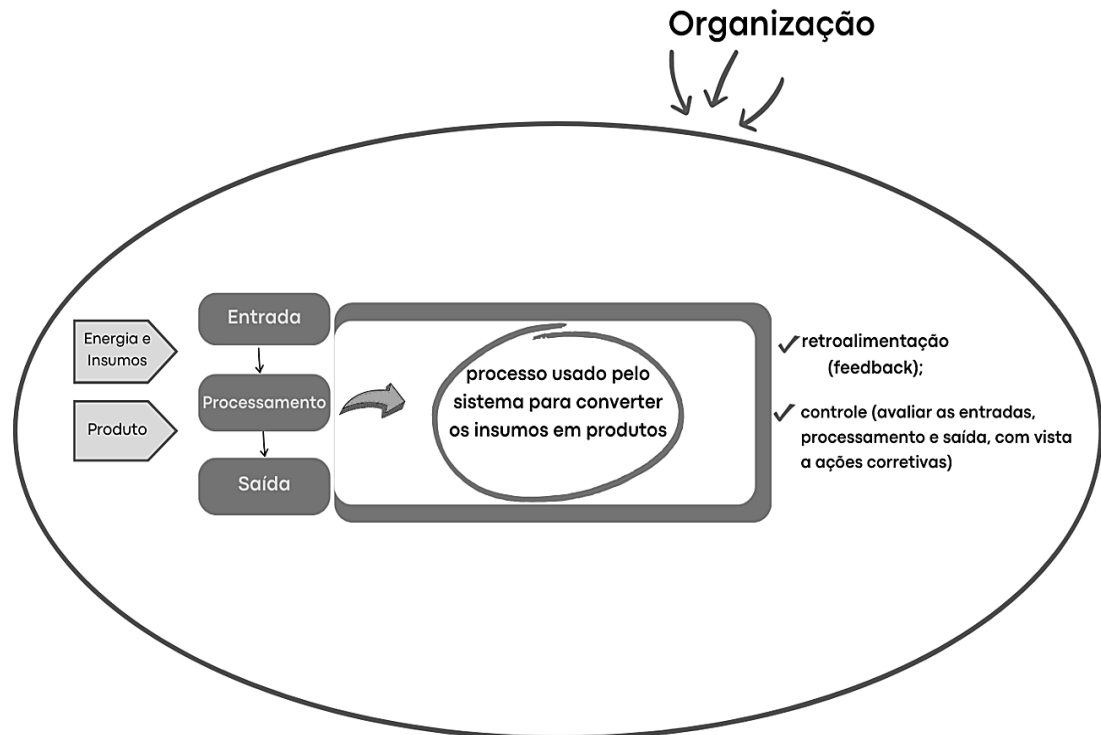 Organização
Energia e
Insumos
Produto
Entrada
Processamento
Saída
processo usado pelo
sistema para converter
os insumos em produtos
retroalimentação
(feedback);
controle (avaliar as entradas,
processamento e saída, com vista
a ações corretivas)